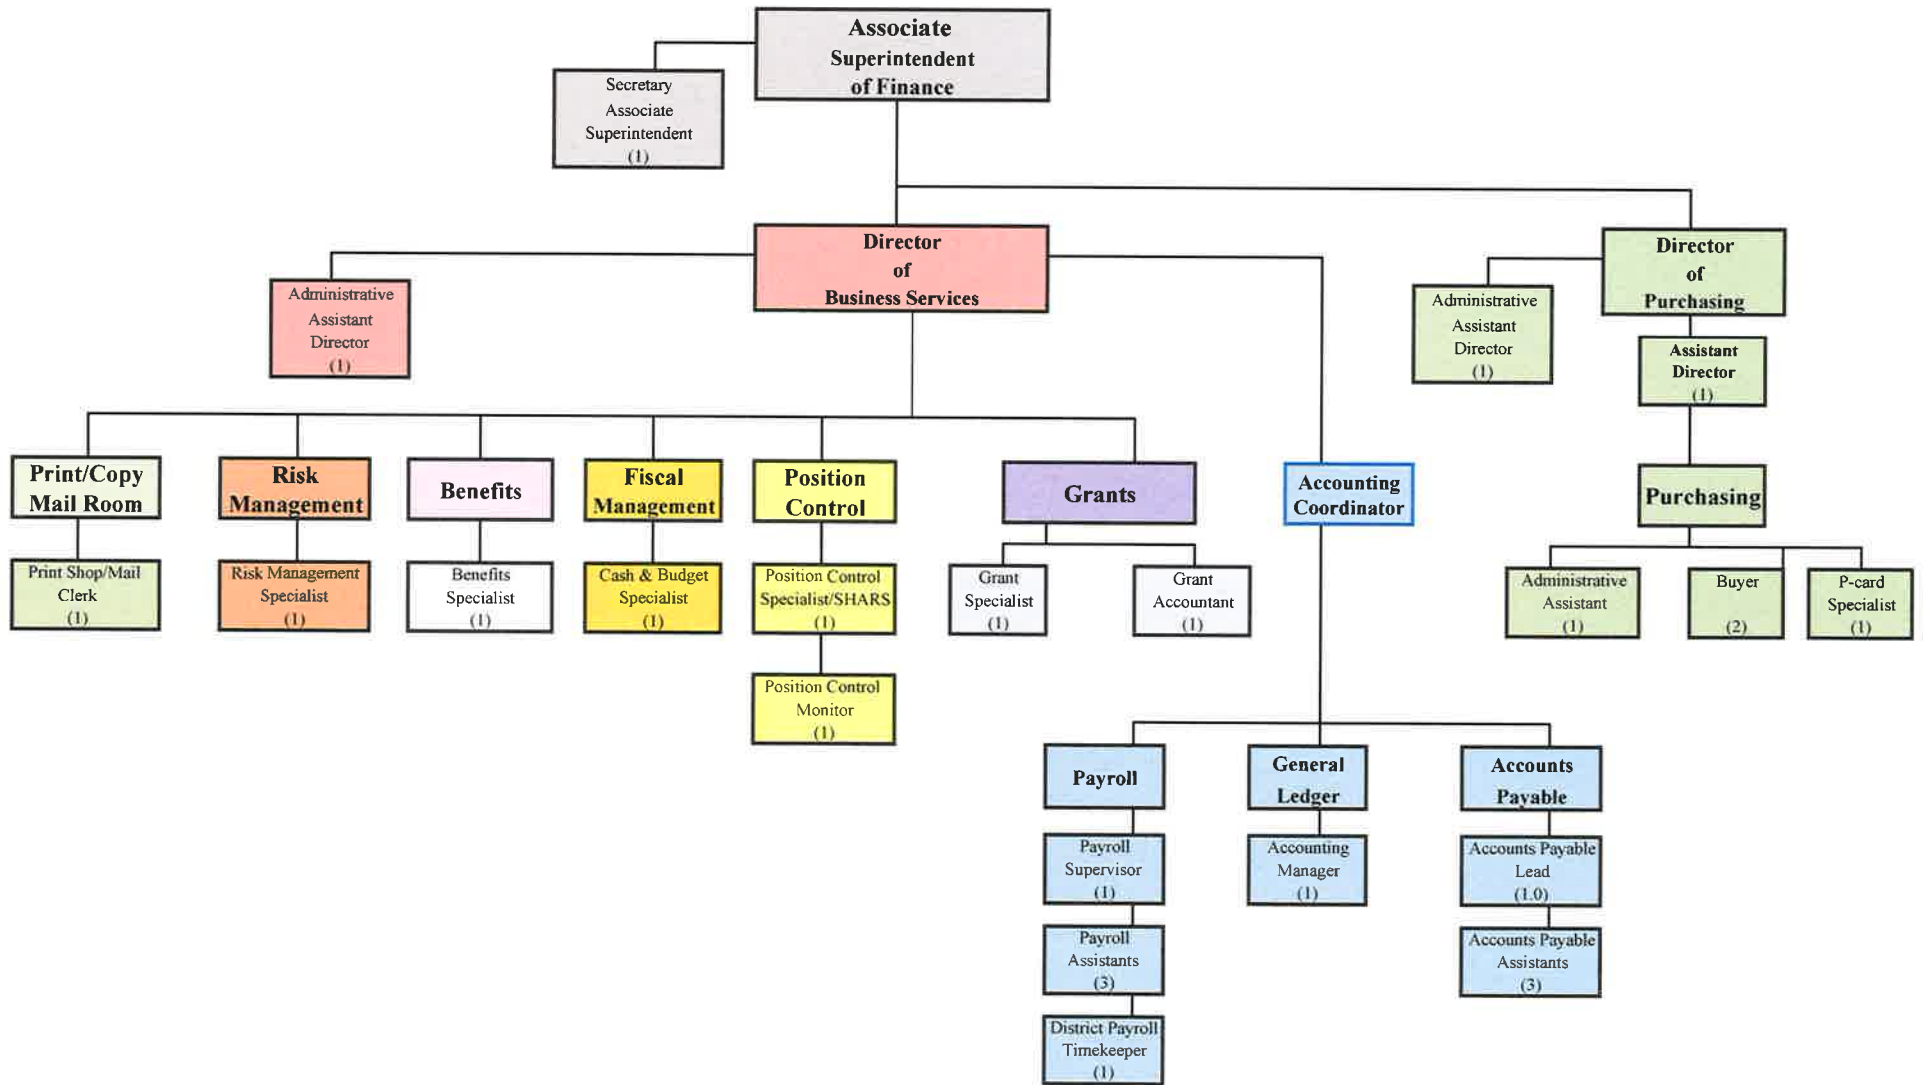 Associate
Superintendent
of Finance
Secretary
Associate
Superintendent
(1)
Director
of
Business Services
Director
of
Purchasing
Administrative
Assistant
Director
(1)
Administrative
Assistant
Director
(1)
Assistant
Director
(1)
Print/Copy
Mail Room
Risk
Management
Benefits
Fiscal
Management
Position
Control
Grants
Accounting
Coordinator
Purchasing
Print Shop/Mail
Clerk
(1)
Risk Management
Specialist
(1)
Benefits
Specialist
(1)
Cash & Budget
Specialist
(1)
Position Control
Specialist/SHARS
(1)
Grant
Specialist
(1)
Grant
Accountant
(1)
Administrative
Assistant
(1)
Buyer
(2)
P-card
Specialist
(1)
Position Control
Monitor
(1)
Payroll
General
Ledger
Accounts
Payable
Payroll
Supervisor
(1)
Accounting
Manager
(1)
Accounts Payable
Lead
(1.0)
Payroll
Assistants
(3)
Accounts Payable
Assistants
(3)
District Payroll
Timekeeper
(1)